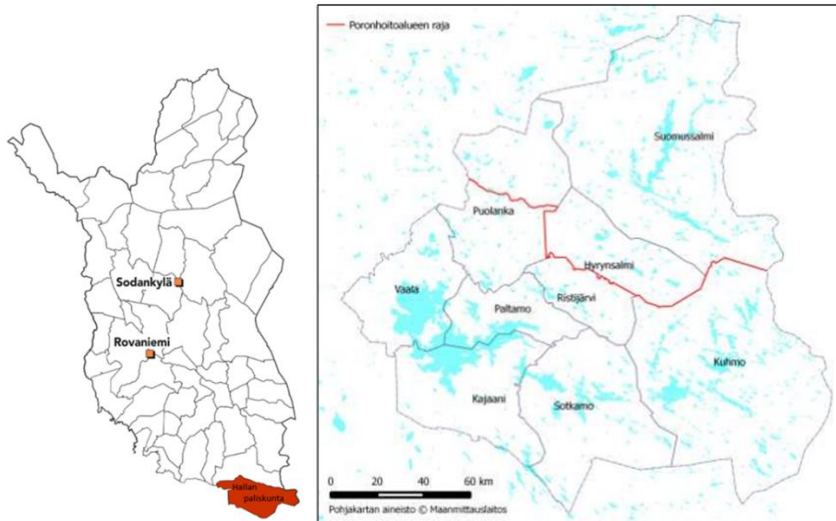 Sodankylä
Rovaniemi
Hallan
paliskunta
Poronhoitoalueen raja
Suomussalmi
Puolanka
Hyrynsalmi
Vaala
Ristijärvi
Paltamo
Kuhmo
Kajaani
Sotkamo
0 20 40 60 km
Pohjakartan aineisto © Maanmittauslaitos